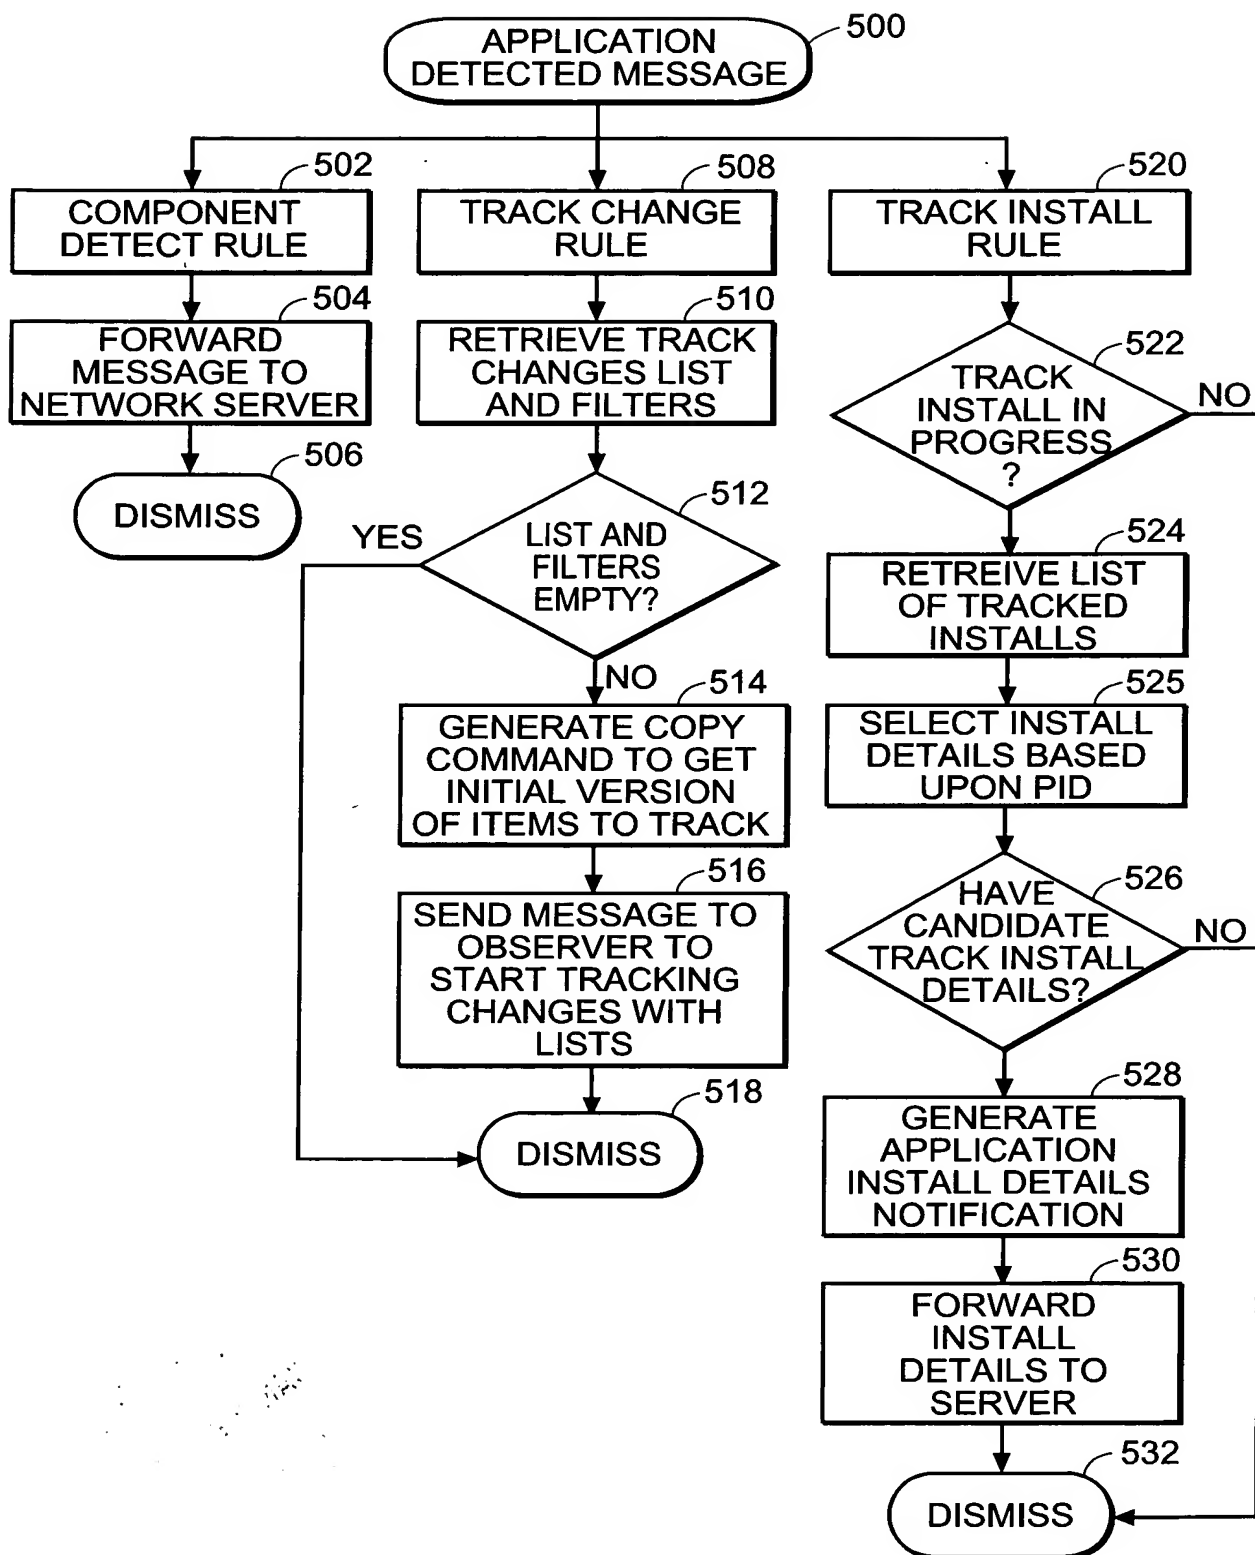 APPLICATION
DETECTED MESSAGE
500
502
COMPONENT
DETECT RULE
504
FORWARD
MESSAGE TO
NETWORK SERVER
506
DISMISS
508
TRACK CHANGE
RULE
510
RETRIEVE TRACK
CHANGES LIST
AND FILTERS
512
YES
LIST AND
FILTERS
EMPTY?
NO
514
GENERATE COPY
COMMAND TO GET
INITIAL VERSION
OF ITEMS TO TRACK
516
SEND MESSAGE TO
OBSERVER TO
START TRACKING
CHANGES WITH
LISTS
518
DISMISS
520
TRACK INSTALL
RULE
522
TRACK
INSTALL IN
PROGRESS
?
NO
524
RETREIVE LIST
OF TRACKED
INSTALLS
525
SELECT INSTALL
DETAILS BASED
UPON PID
526
HAVE
CANDIDATE
TRACK INSTALL
DETAILS?
NO
528
GENERATE
APPLICATION
INSTALL DETAILS
NOTIFICATION
530
FORWARD
INSTALL
DETAILS TO
SERVER
532
DISMISS